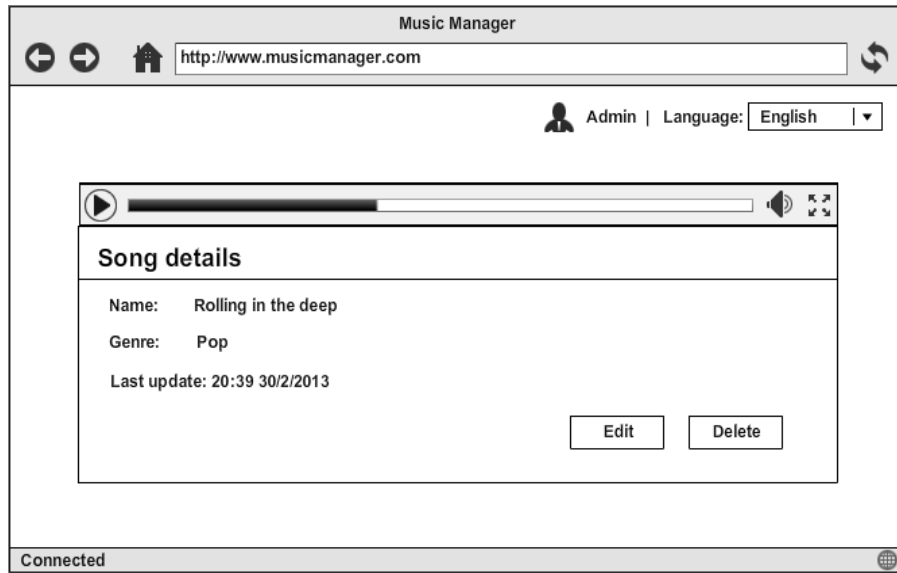 Music Manager
http://www.musicmanager.com
Admin | Language: English
Song details
Name: Rolling in the deep
Genre: Pop
Last update: 20:39 30/2/2013
Edit Delete
Connected